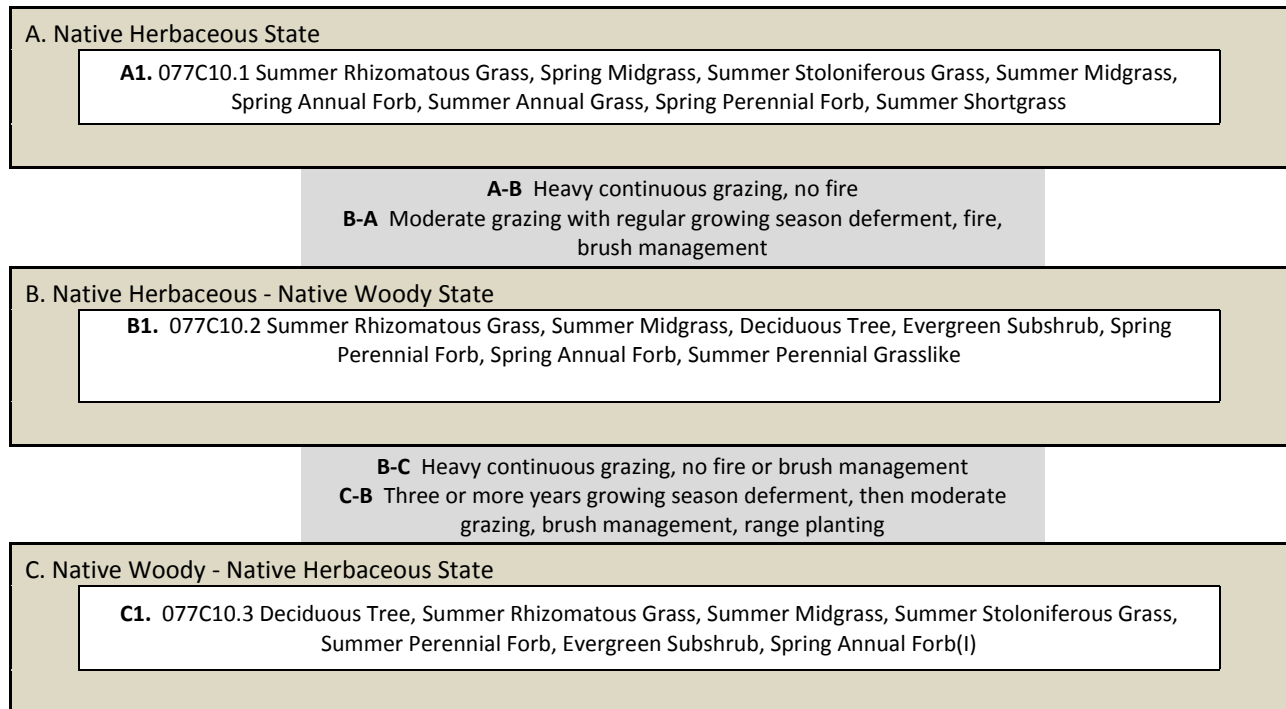 A. Native Herbaceous State
A1. 077C10.1 Summer Rhizomatous Grass, Spring Midgrass, Summer Stoloniferous Grass, Summer Midgrass,
Spring Annual Forb, Summer Annual Grass, Spring Perennial Forb, Summer Shortgrass
A-B Heavy continuous grazing, no fire
B-A Moderate grazing with regular growing season deferment, fire,
brush management
B. Native Herbaceous - Native Woody State
B1. 077C10.2 Summer Rhizomatous Grass, Summer Midgrass, Deciduous Tree, Evergreen Subshrub, Spring
Perennial Forb, Spring Annual Forb, Summer Perennial Grasslike
B-C Heavy continuous grazing, no fire or brush management
C-B Three or more years growing season deferment, then moderate
grazing, brush management, range planting
C. Native Woody - Native Herbaceous State
C1. 077C10.3 Deciduous Tree, Summer Rhizomatous Grass, Summer Midgrass, Summer Stoloniferous Grass,
Summer Perennial Forb, Evergreen Subshrub, Spring Annual Forb(I)